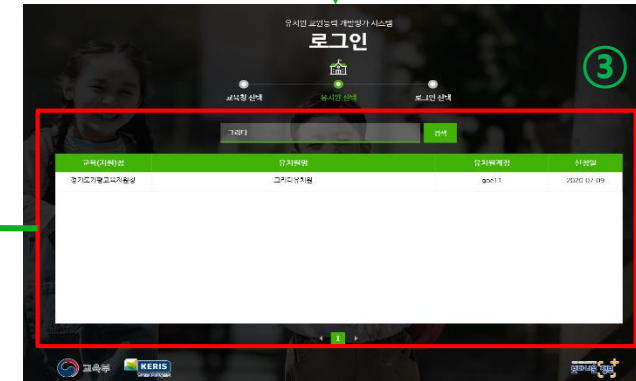 유치원 교원능력 개발평가 시스템
로그인
③
교육청 선택 유치원 선택 로그인 선택
그리다 검색
교육(지원)청 유치원명 유치원계정 신청일
경기도가평교육지원청 그리다유치원 goe11 2020-07-09
1
교육부 KERIS